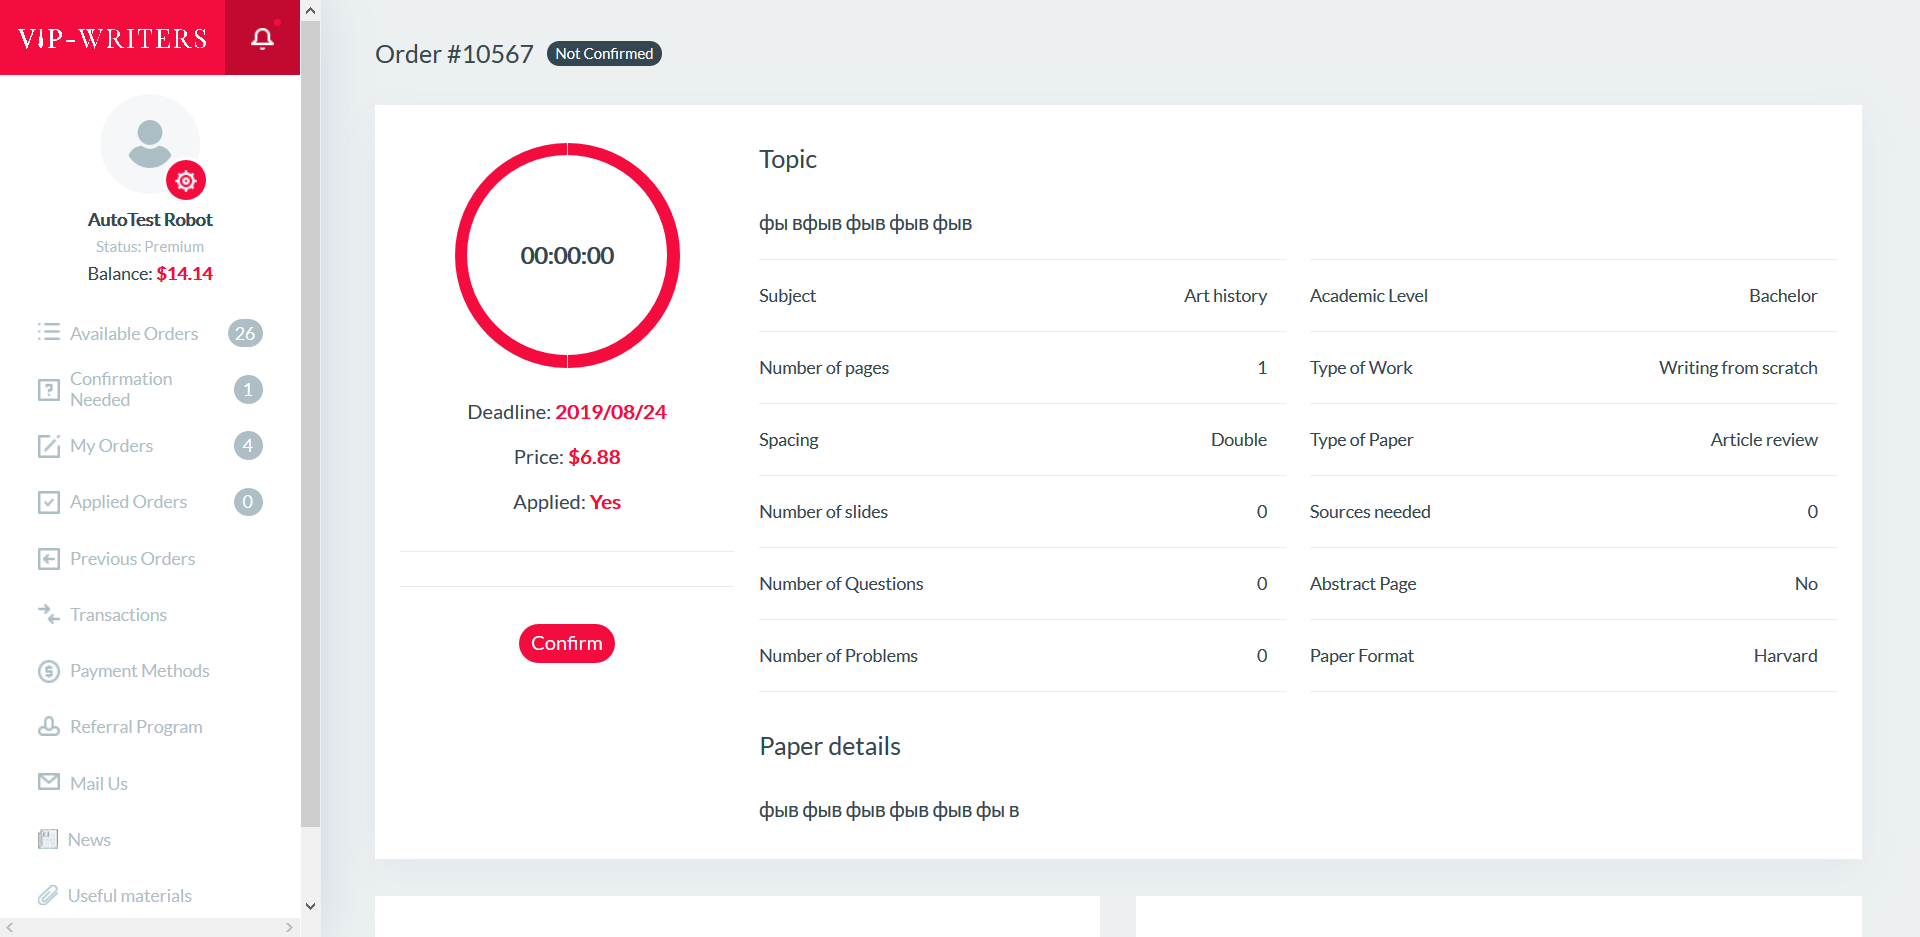 VIP-WRITERS
AutoTest Robot
Status: Premium
Balance: $14.14
Available Orders 26
Confirmation
Needed 1
My Orders 4
Applied Orders 0
Previous Orders
Transactions
Payment Methods
Referral Program
Mail Us
News
Useful materials
Order #10567 Not Confirmed
00:00:00
Deadline: 2019/08/24
Price: $6.88
Applied: Yes
Confirm
Topic
фы вфыв фыв фыв фыв
Subject Art history
Number of pages 1
Spacing Double
Number of slides 0
Number of Questions 0
Number of Problems 0
Academic Level Bachelor
Type of Work Writing from scratch
Type of Paper Article review
Sources needed 0
Abstract Page No
Paper Format Harvard
Paper details
фыв фыв фыв фыв фыв фы в